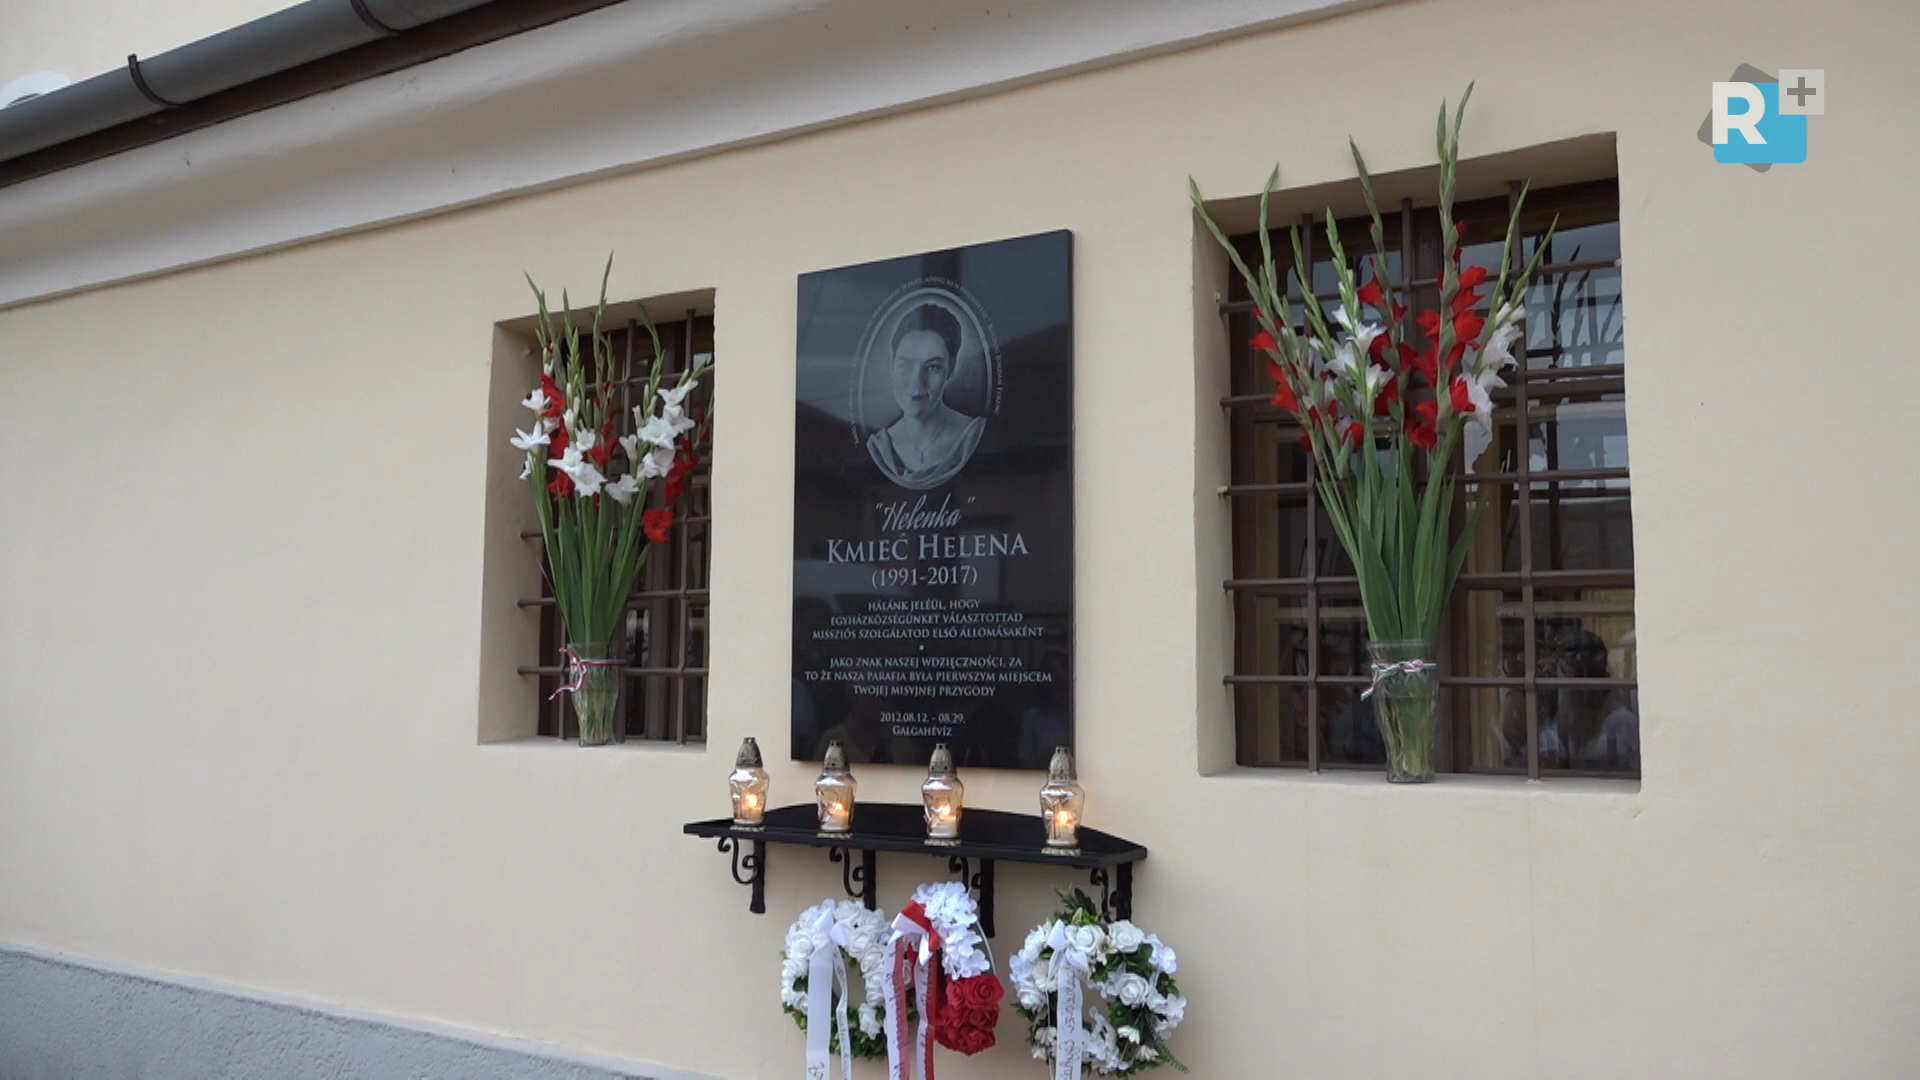 R+
"Helenka"
KMIEĆ HELENA
(1991-2017)
HÁLÁNK JELÉÜL, HOGY
EGYHÁZKÖZSÉGÜNKET VÁLASZTOTTAD
MISSZIÓS SZOLGÁLATOD ELSŐ ÁLLOMÁSAKÉNT
JAKO ZNAK NASZEJ WDZIĘCZNOŚCI, ZA
TO ŻE NASZA PARAFIA BYŁA PIERWSZYM MIEJSCEM
TWOJEJ MISYJNEJ PRZYGODY
2012.08.12. - 08.29.
GALGAHÉVÍZ